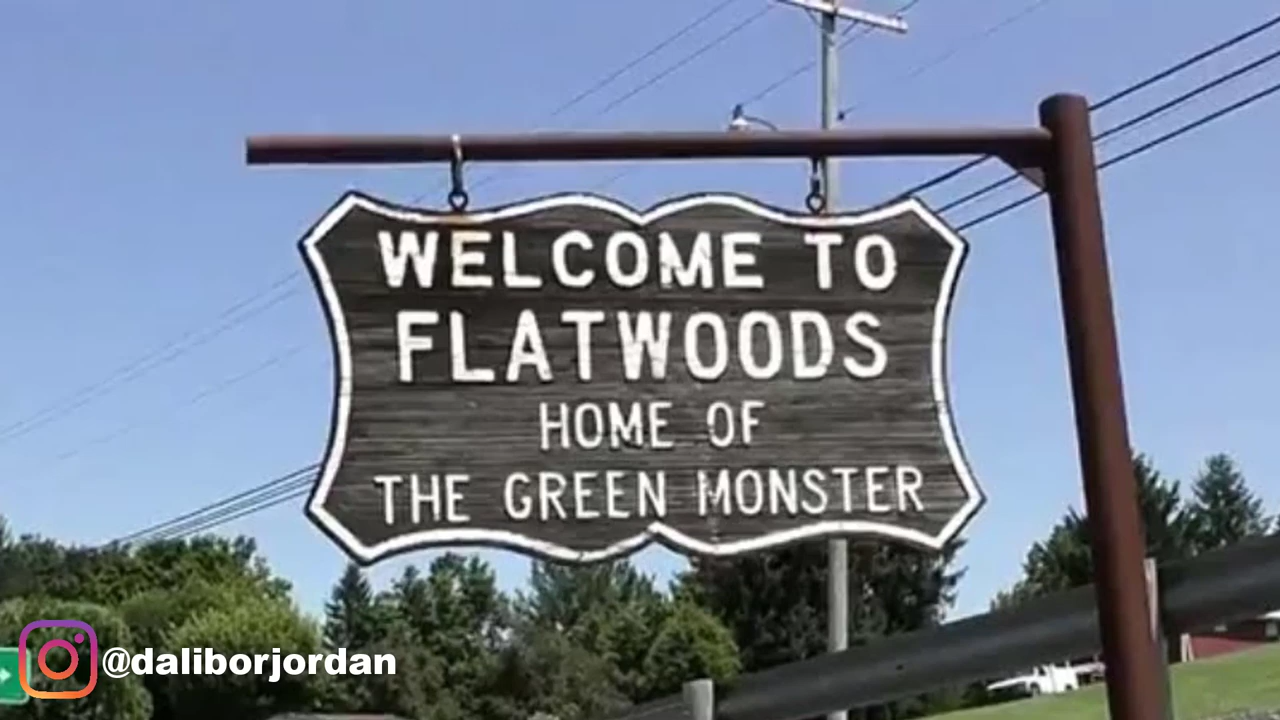 WELCOME TO
FLATWOODS
HOME OF
THE GREEN MONSTER
@daliborjordan